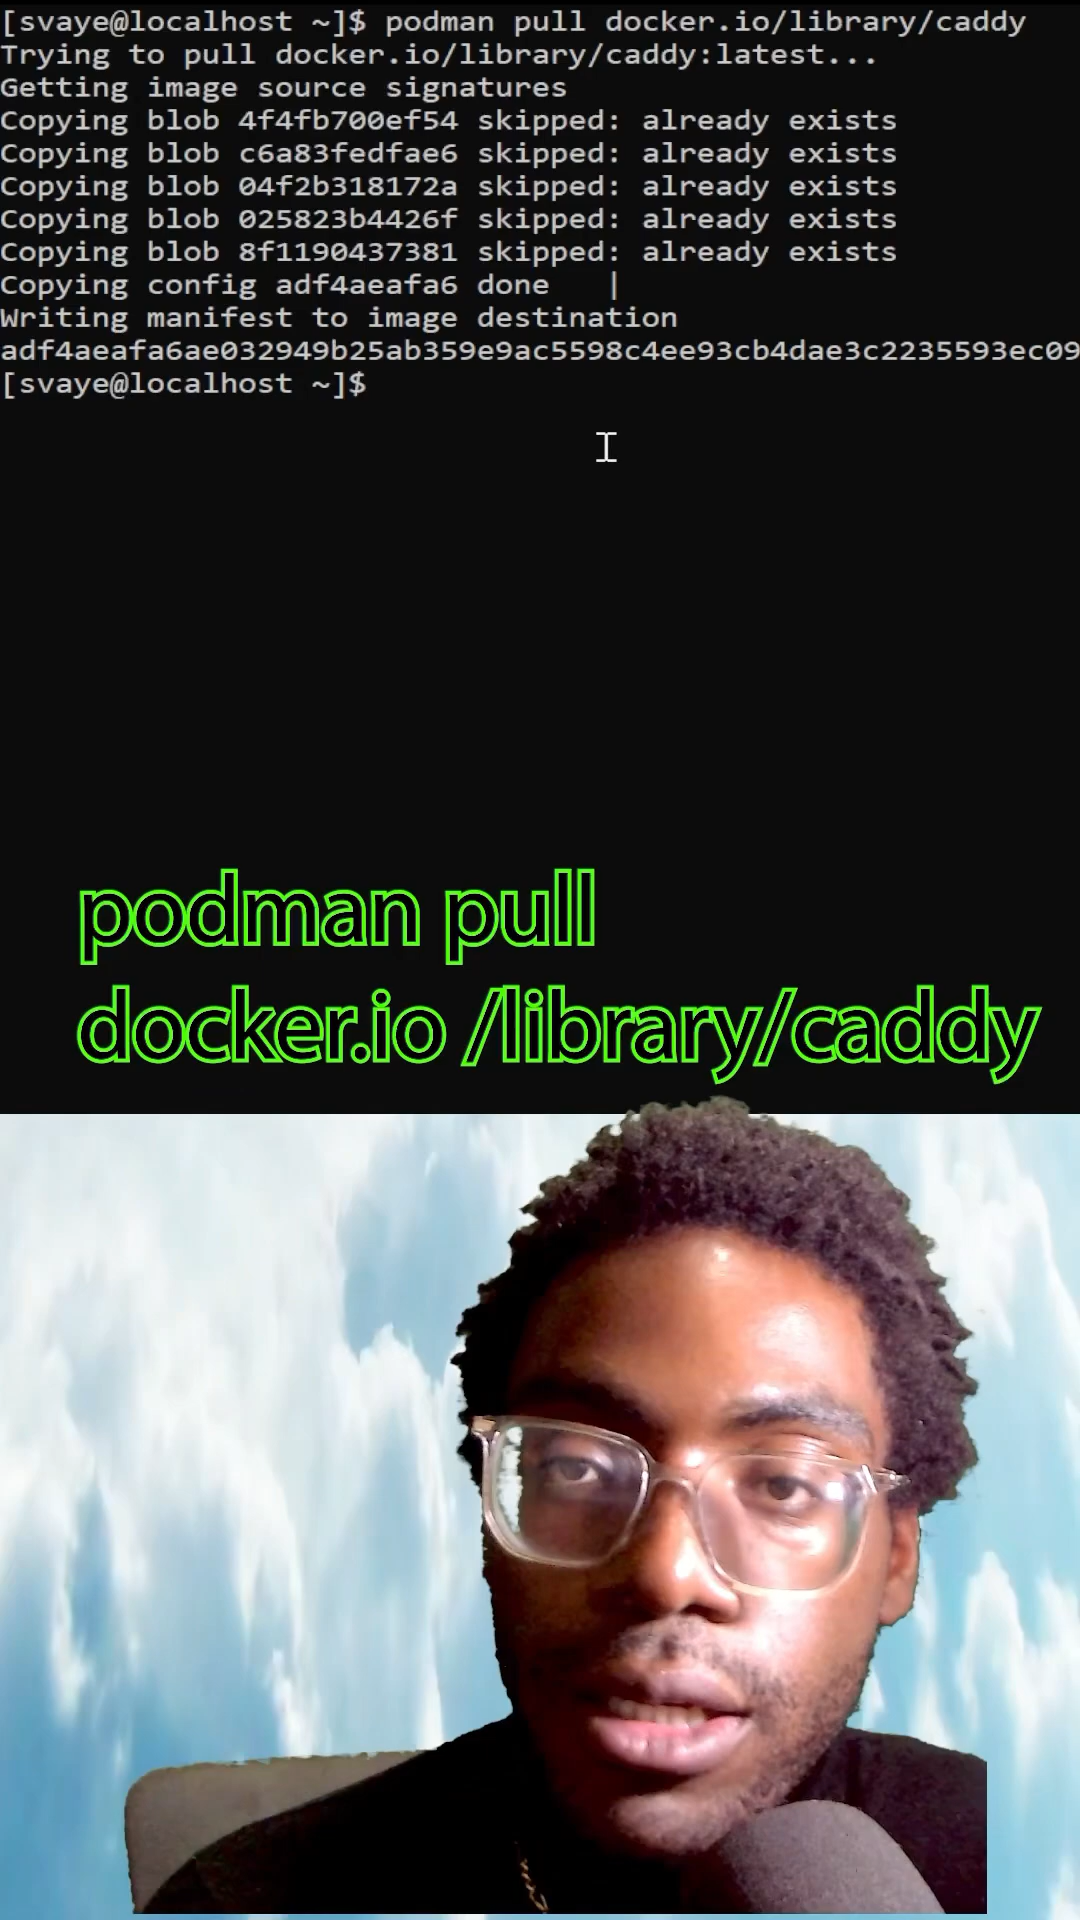 [svaye@localhost ~]$ podman pull docker.io/library/caddy
Trying to pull docker.io/library/caddy:latest...
Getting image source signatures
Copying blob 4f4fb700ef54 skipped: already exists
Copying blob c6a83fedfae6 skipped: already exists
Copying blob 04f2b318172a skipped: already exists
Copying blob 025823b4426f skipped: already exists
Copying blob 8f1190437381 skipped: already exists
Copying config adf4aeafa6 done   |
Writing manifest to image destination
adf4aeafa6ae032949b25ab359e9ac5598c4ee93cb4dae3c2235593ec09
[svaye@localhost ~]$
podman pull
docker.io /library/caddy